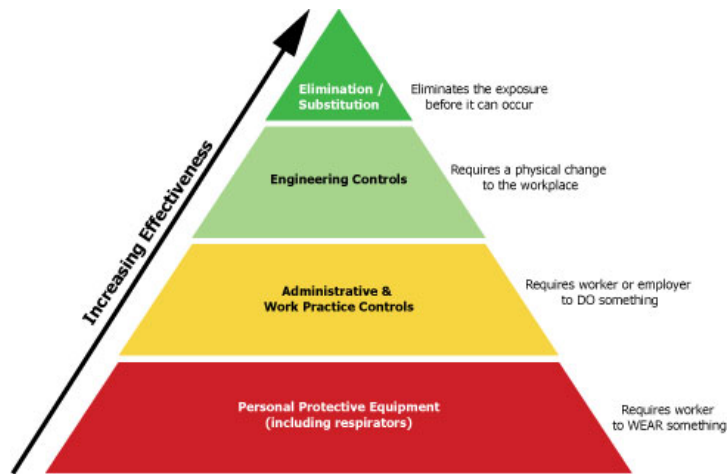 Increasing Effectiveness
Elimination /
Substitution
Eliminates the exposure
before it can occur
Engineering Controls
Requires a physical change
to the workplace
Administrative &
Work Practice Controls
Requires worker or employer
to DO something
Personal Protective Equipment
(including respirators)
Requires worker
to WEAR something